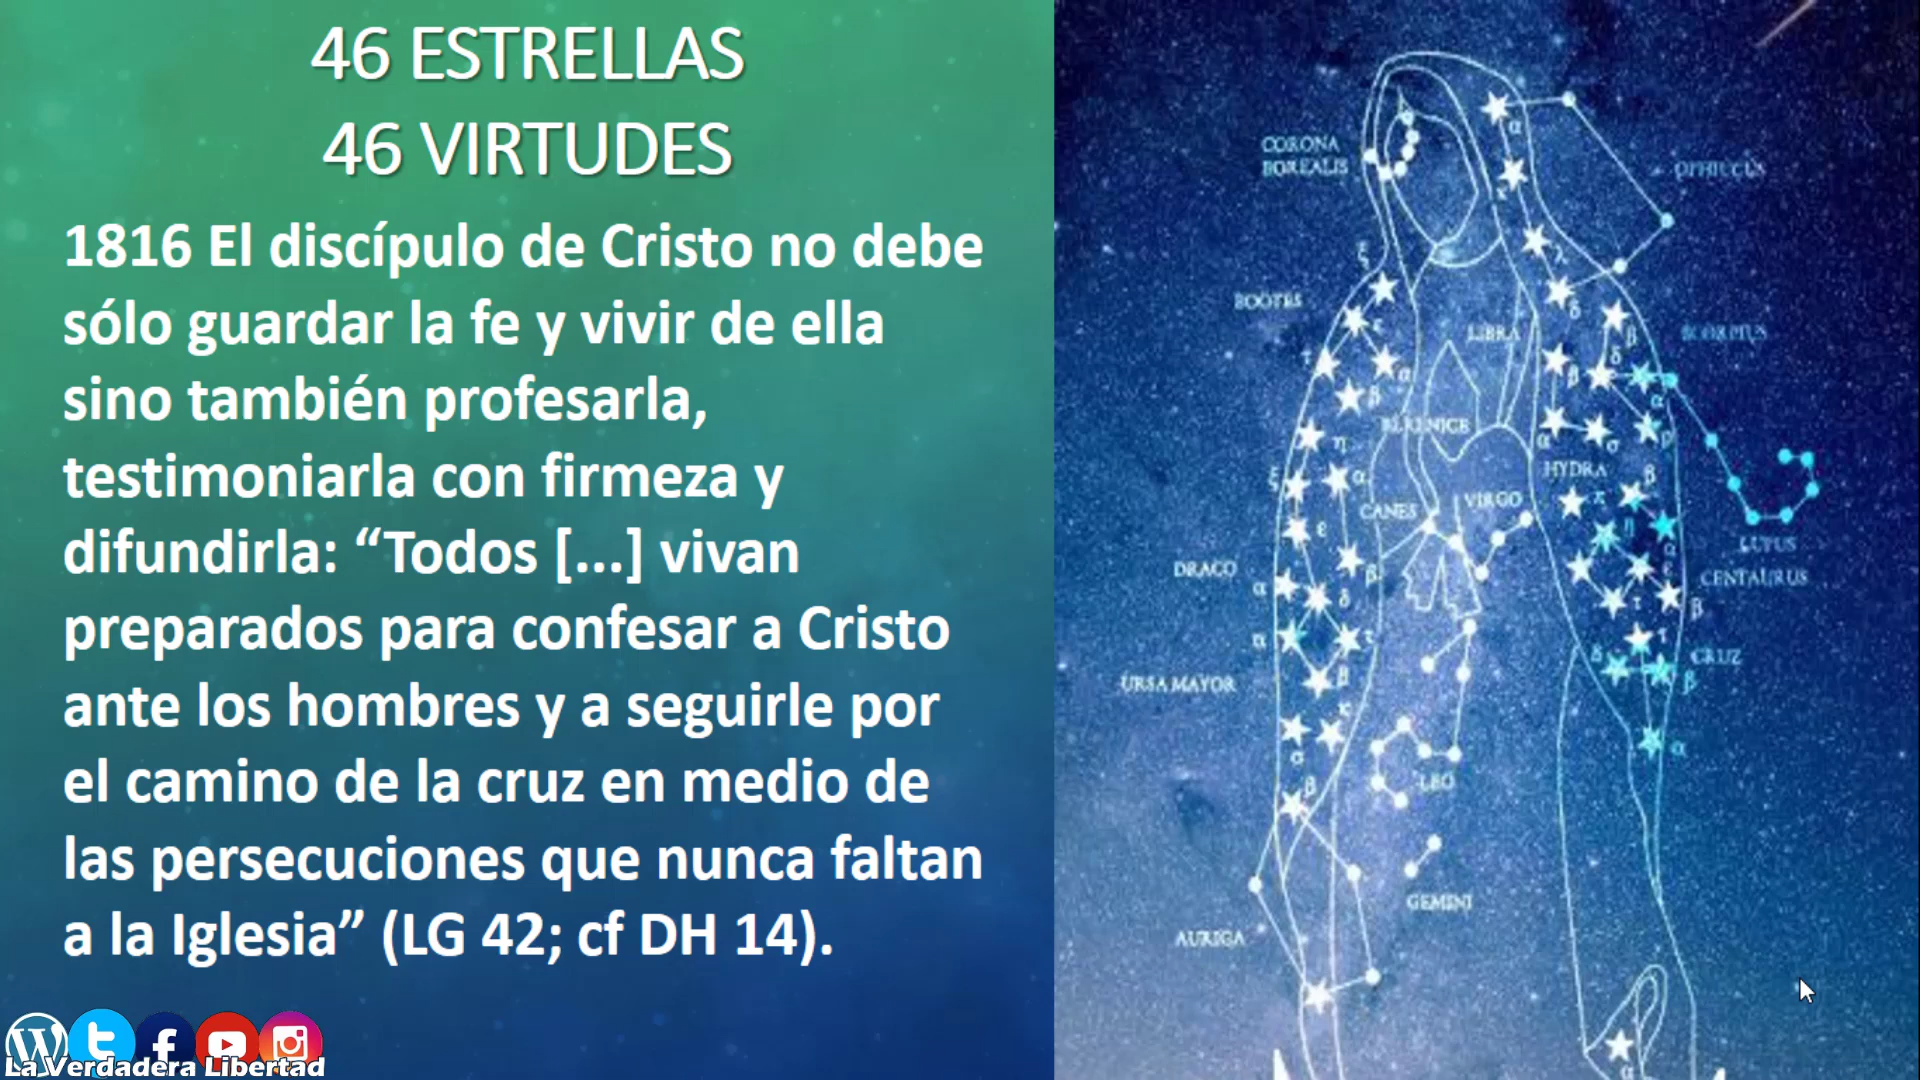 46 ESTRELLAS
46 VIRTUDES
1816 El discípulo de Cristo no debe
sólo guardar la fe y vivir de ella
sino también profesarla,
testimoniarla con firmeza y
difundirla: “Todos [...] vivan
preparados para confesar a Cristo
ante los hombres y a seguirle por
el camino de la cruz en medio de
las persecuciones que nunca faltan
a la Iglesia” (LG 42; cf DH 14).
La Verdadera Libertad
CORONA
BOREALIS
OPHIUCUS
BOOTES
LIBRA
SCORPIUS
BERENICE
HYDRA
CANES
VIRGO
LUPUS
DRACO
CENTAURUS
CRUZ
URSA MAYOR
LEO
GEMINI
AURIGA